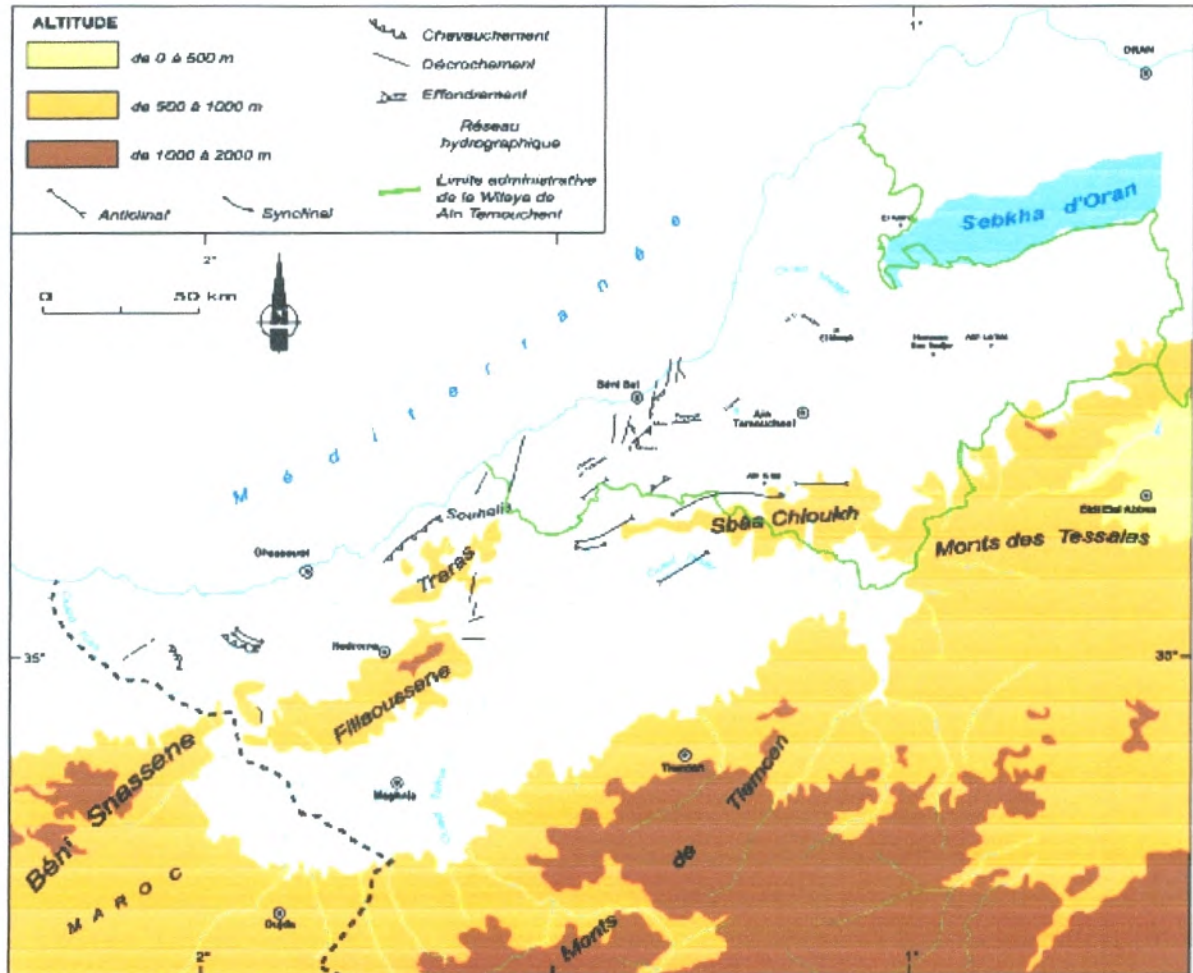 ALTITUDE
de 0 à 500 m
de 500 à 1000 m
de 1000 à 2000 m
Anticlinal
Synclinal
Chevauchement
Décrochement
Effondrement
Réseau
hydrographique
Limite administrative
de la Wilaya de
Ain Temouchent
2°
1°
ORAN
0 50 km
N
Méditerranée
Sebkha d'Oran
El Maleh
Béni Saf
Ain
Temouchent
Souhalia
Ghazaouet
Traras
Sbâa Chioukh
Sidi Bel Abbes
Monts des Tessalas
35°
35°
Nedroma
Fillaoussene
Béni Snassene
Maghnia
Tlemcen
Monts de Tlemcen
MAROC
Oujda
2°
1°